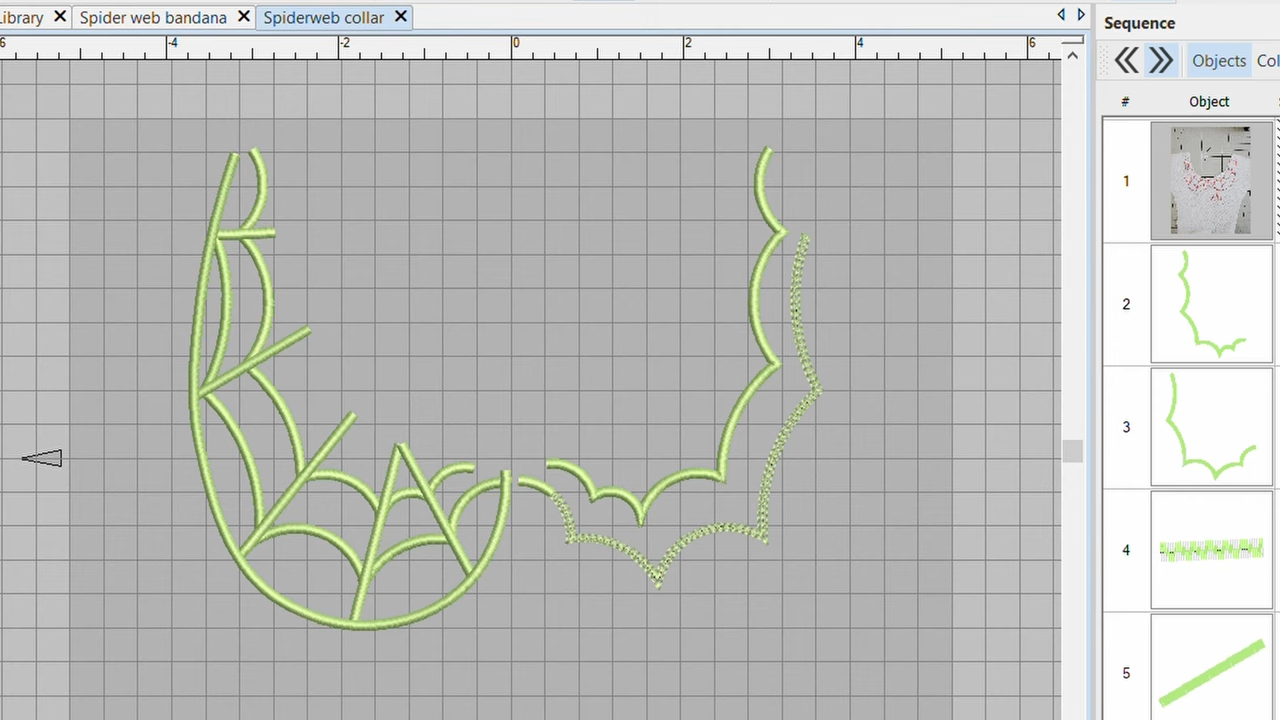 Library Spider web bandana Spiderweb collar
6 -4 -2 0 2 4 6
Sequence
Objects Col
# Object
1
2
3
4
5